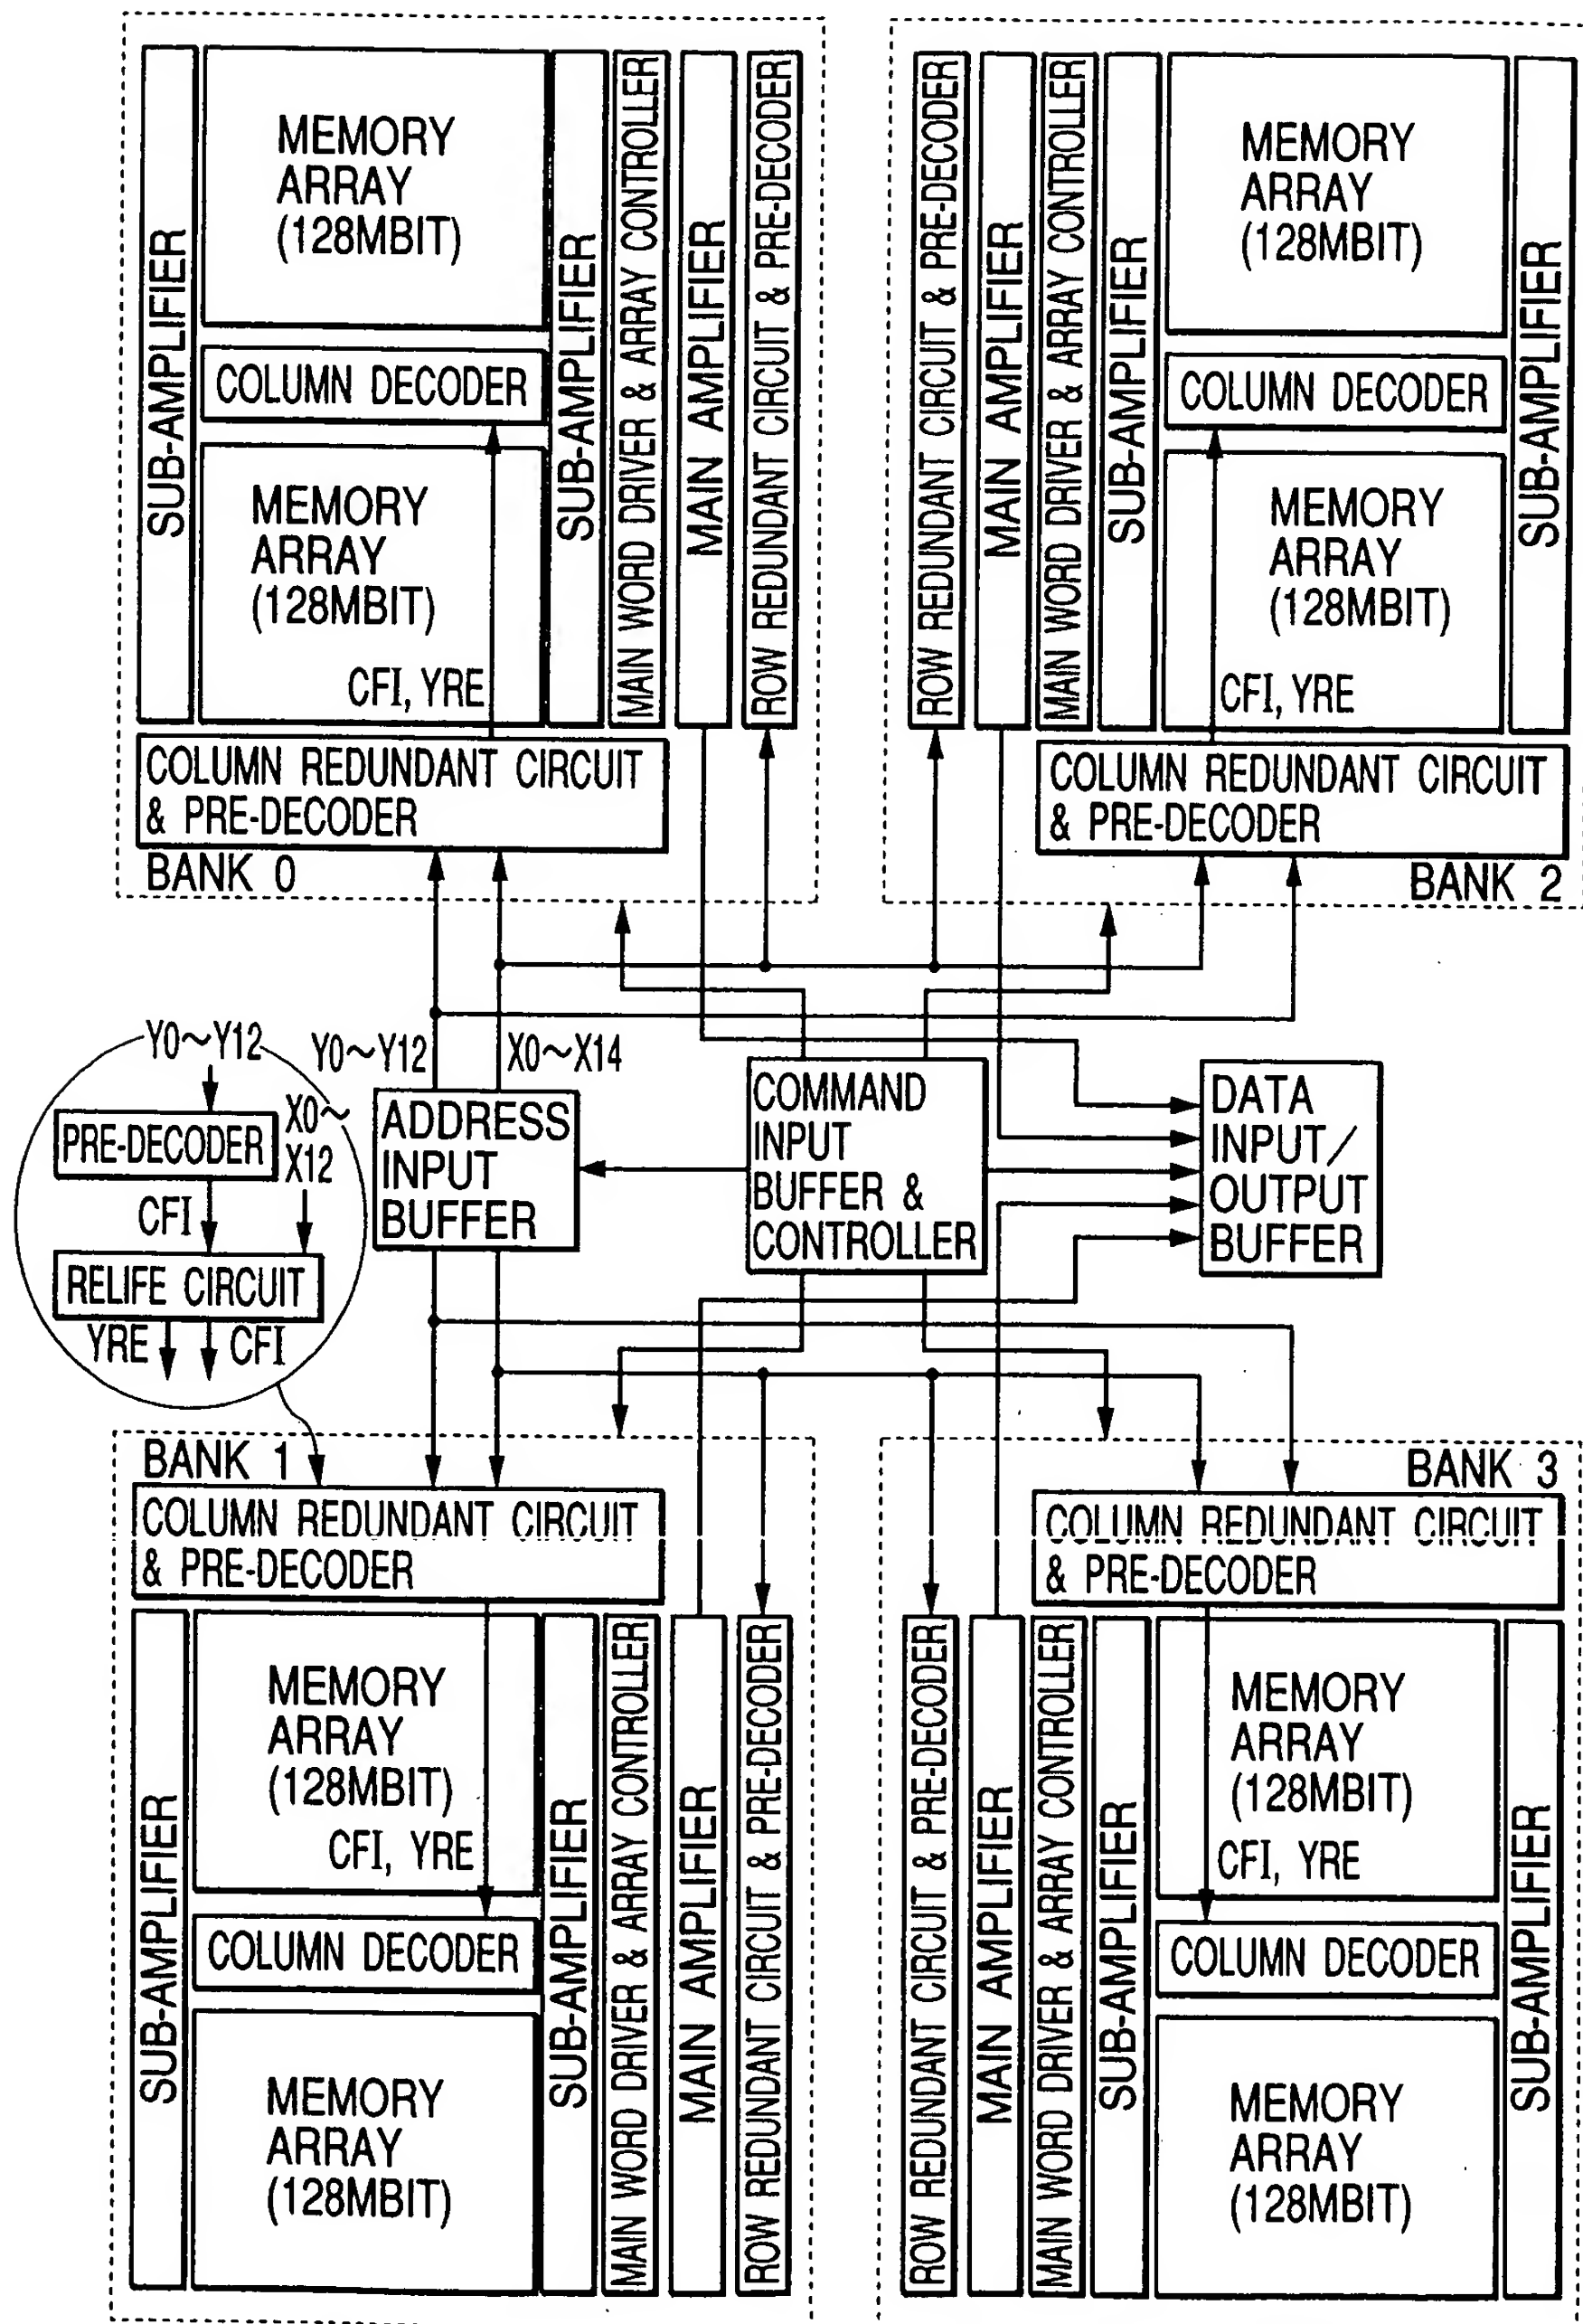 SUB-AMPLIFIER
MEMORY
ARRAY
(128MBIT)
COLUMN DECODER
MEMORY
ARRAY
(128MBIT)
CFI, YRE
SUB-AMPLIFIER
MAIN WORD DRIVER & ARRAY CONTROLLER
MAIN AMPLIFIER
ROW REDUNDANT CIRCUIT & PRE-DECODER
COLUMN REDUNDANT CIRCUIT
& PRE-DECODER
BANK 0
ROW REDUNDANT CIRCUIT & PRE-DECODER
MAIN AMPLIFIER
MAIN WORD DRIVER & ARRAY CONTROLLER
SUB-AMPLIFIER
MEMORY
ARRAY
(128MBIT)
COLUMN DECODER
MEMORY
ARRAY
(128MBIT)
CFI, YRE
SUB-AMPLIFIER
COLUMN REDUNDANT CIRCUIT
& PRE-DECODER
BANK 2
Y0~Y12
PRE-DECODER
X0~
X12
CFI
RELIFE CIRCUIT
YRE
CFI
Y0~Y12
X0~X14
ADDRESS
INPUT
BUFFER
COMMAND
INPUT
BUFFER &
CONTROLLER
DATA
INPUT/
OUTPUT
BUFFER
BANK 1
COLUMN REDUNDANT CIRCUIT
& PRE-DECODER
SUB-AMPLIFIER
MEMORY
ARRAY
(128MBIT)
CFI, YRE
COLUMN DECODER
MEMORY
ARRAY
(128MBIT)
SUB-AMPLIFIER
MAIN WORD DRIVER & ARRAY CONTROLLER
MAIN AMPLIFIER
ROW REDUNDANT CIRCUIT & PRE-DECODER
BANK 3
COLUMN REDUNDANT CIRCUIT
& PRE-DECODER
ROW REDUNDANT CIRCUIT & PRE-DECODER
MAIN AMPLIFIER
MAIN WORD DRIVER & ARRAY CONTROLLER
SUB-AMPLIFIER
MEMORY
ARRAY
(128MBIT)
CFI, YRE
COLUMN DECODER
MEMORY
ARRAY
(128MBIT)
SUB-AMPLIFIER